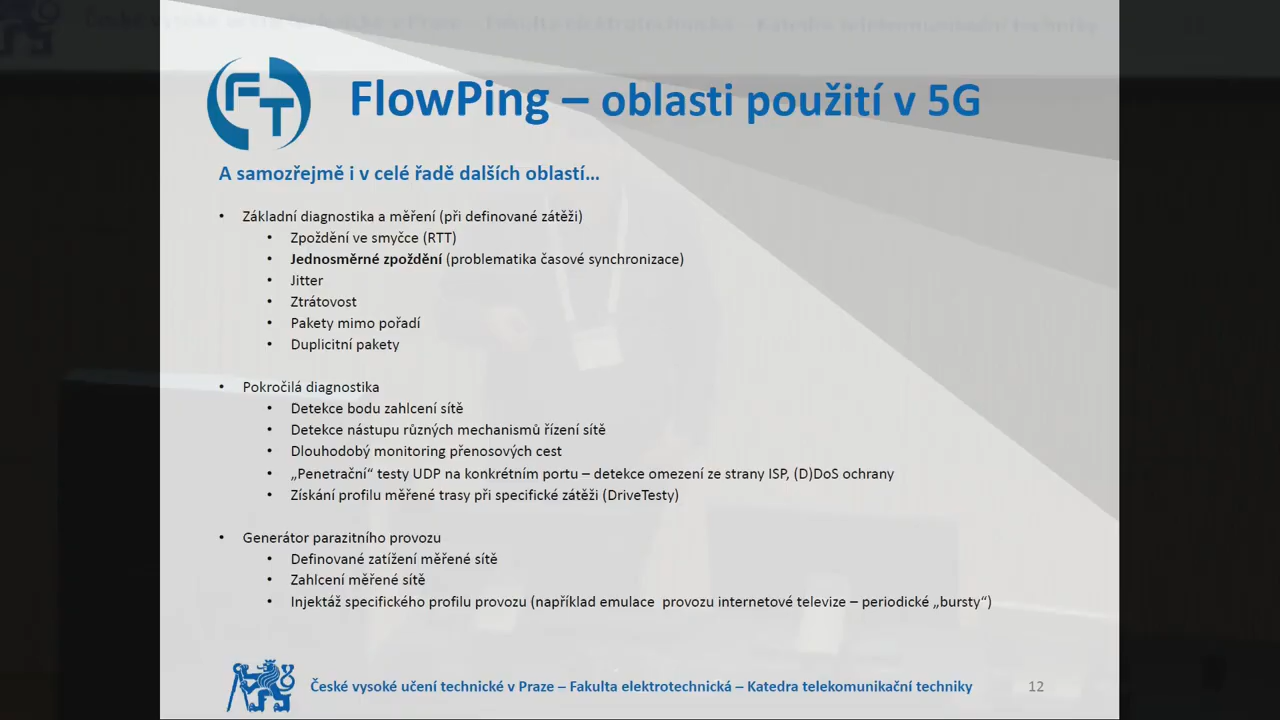 FT
FlowPing – oblasti použití v 5G
A samozřejmě i v celé řadě dalších oblastí…
• Základní diagnostika a měření (při definované zátěži)
• Zpoždění ve smyčce (RTT)
• Jednosměrné zpoždění (problematika časové synchronizace)
• Jitter
• Ztrátovost
• Pakety mimo pořadí
• Duplicitní pakety
• Pokročilá diagnostika
• Detekce bodu zahlcení sítě
• Detekce nástupu různých mechanismů řízení sítě
• Dlouhodobý monitoring přenosových cest
• „Penetrační“ testy UDP na konkrétním portu – detekce omezení ze strany ISP, (D)DoS ochrany
• Získání profilu měřené trasy při specifické zátěži (DriveTesty)
• Generátor parazitního provozu
• Definované zatížení měřené sítě
• Zahlcení měřené sítě
• Injektáž specifického profilu provozu (například emulace  provozu internetové televize – periodické „bursty“)
České vysoké učení technické v Praze – Fakulta elektrotechnická – Katedra telekomunikační techniky
12